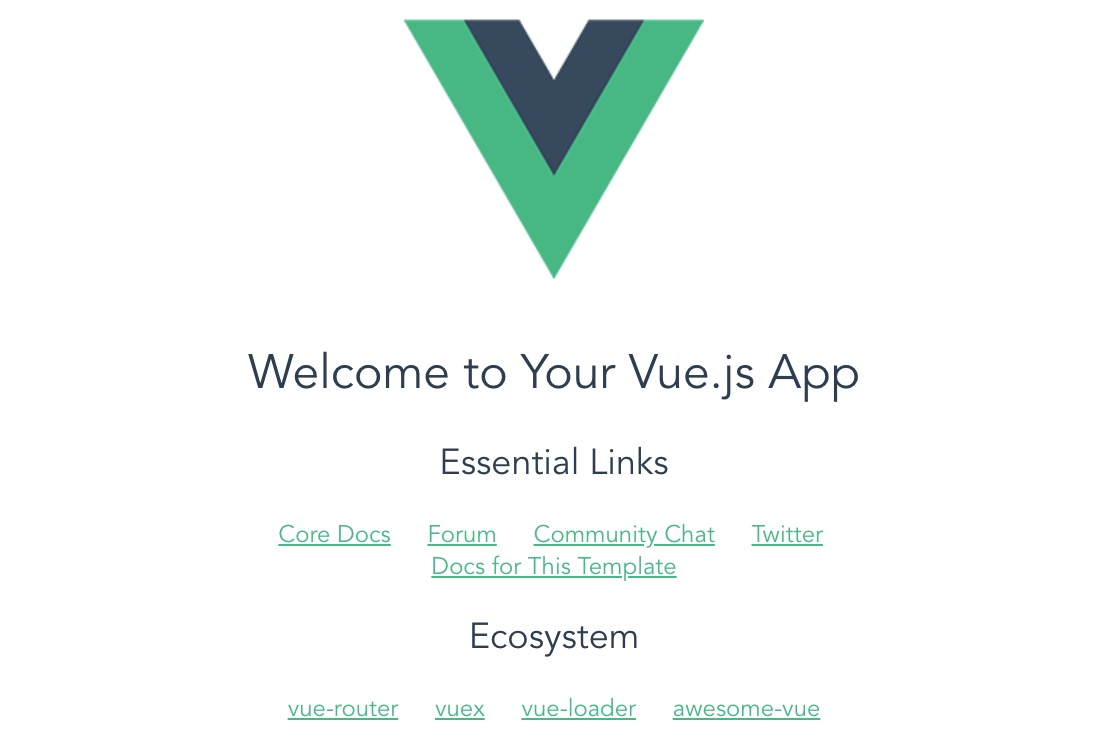 Welcome to Your Vue.js App
Essential Links
Core Docs Forum Community Chat Twitter
Docs for This Template
Ecosystem
vue-router vuex vue-loader awesome-vue